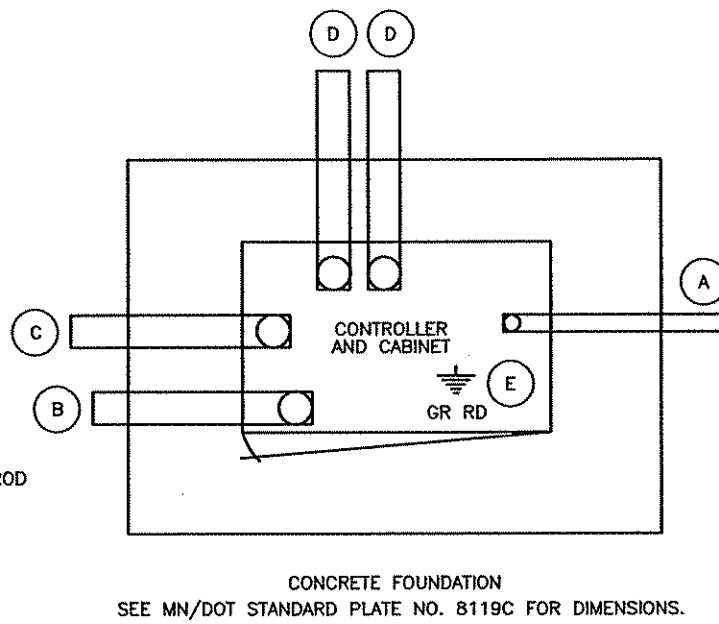 D D
A
C
CONTROLLER
AND CABINET
E
B
GR RD
CONCRETE FOUNDATION
SEE MN/DOT STANDARD PLATE NO. 8119C FOR DIMENSIONS.